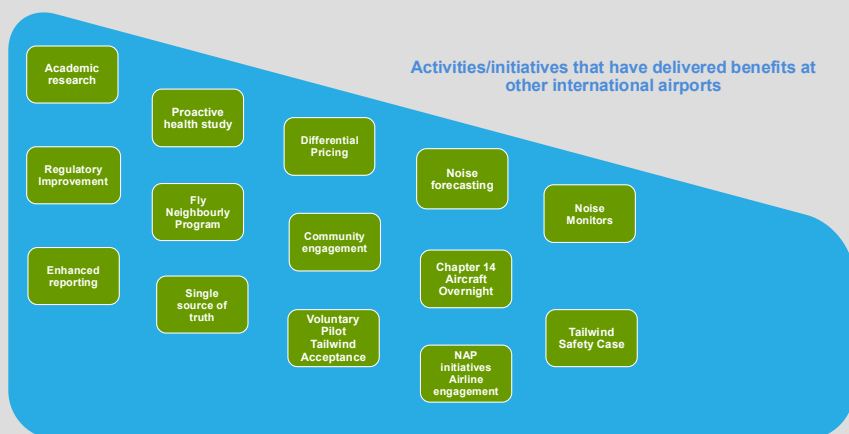 Activities/initiatives that have delivered benefits at
other international airports
Academic
research
Regulatory
Improvement
Enhanced
reporting
Proactive
health study
Fly
Neighbourly
Program
Single
source of
truth
Differential
Pricing
Community
engagement
Voluntary
Pilot
Tailwind
Acceptance
Noise
forecasting
Chapter 14
Aircraft
Overnight
NAP
initiatives
Airline
engagement
Noise
Monitors
Tailwind
Safety Case